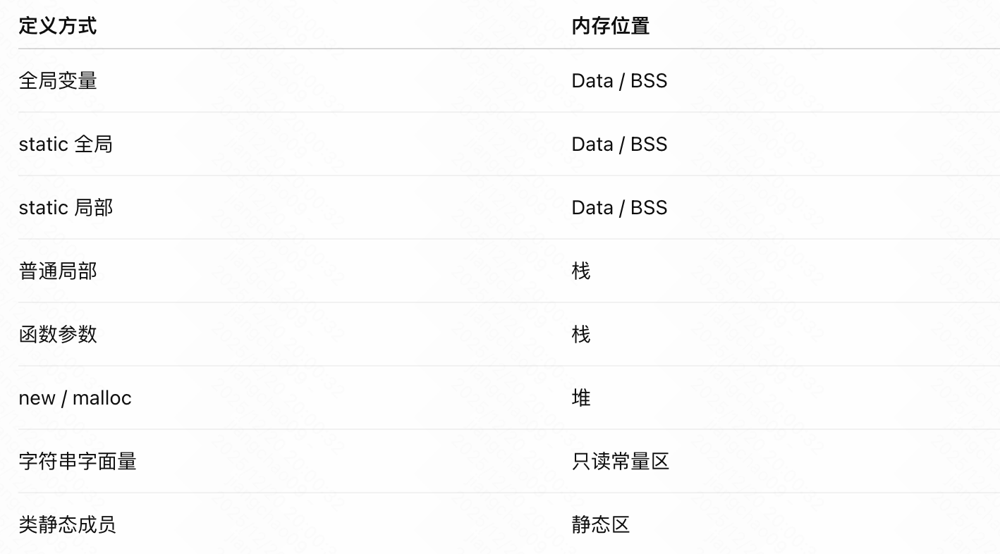 定义方式 内存位置
全局变量 Data / BSS
static 全局 Data / BSS
static 局部 Data / BSS
普通局部 栈
函数参数 栈
new / malloc 堆
字符串字面量 只读常量区
类静态成员 静态区